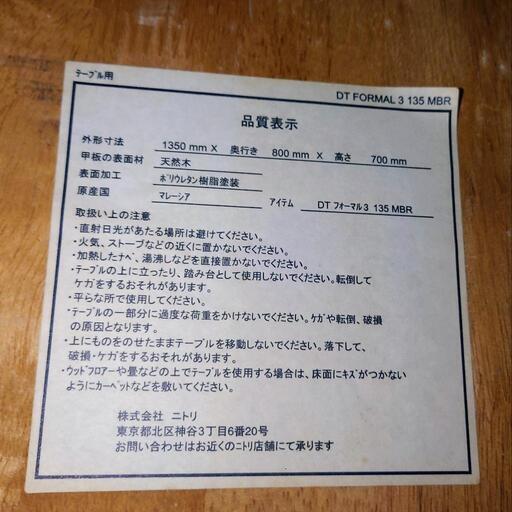 テーブル用
DT FORMAL 3 135 MBR
品質表示
外形寸法 1350 mm X 奥行き 800 mm X 高さ 700 mm
甲板の表面材 天然木
表面加工 ポリウレタン樹脂塗装
原産国 マレーシア アイテム DT フォーマル3 135 MBR
取扱い上の注意
・直射日光があたる場所は避けてください。
・火気、ストーブなどの近くに置かないでください。
・加熱したナベ、湯沸しなどを直接置かないでください。
・テーブルの上に立ったり、踏み台として使用しないでください。転倒して
ケガをするおそれがあります。
・平らな所で使用してください。
・テーブルの一部分に過度な荷重をかけないでください。ケガや転倒、破損
の原因となります。
・上にものをのせたままテーブルを移動しないでください。落下して、
破損・ケガをするおそれがあります。
・ウッドフロアーや畳などの上でテーブルを使用する場合は、床面にキズがつかない
ようにカーペットなどを敷いてください。
株式会社 ニトリ
東京都北区神谷3丁目6番20号
お問い合わせはお近くのニトリ店舗にて承ります